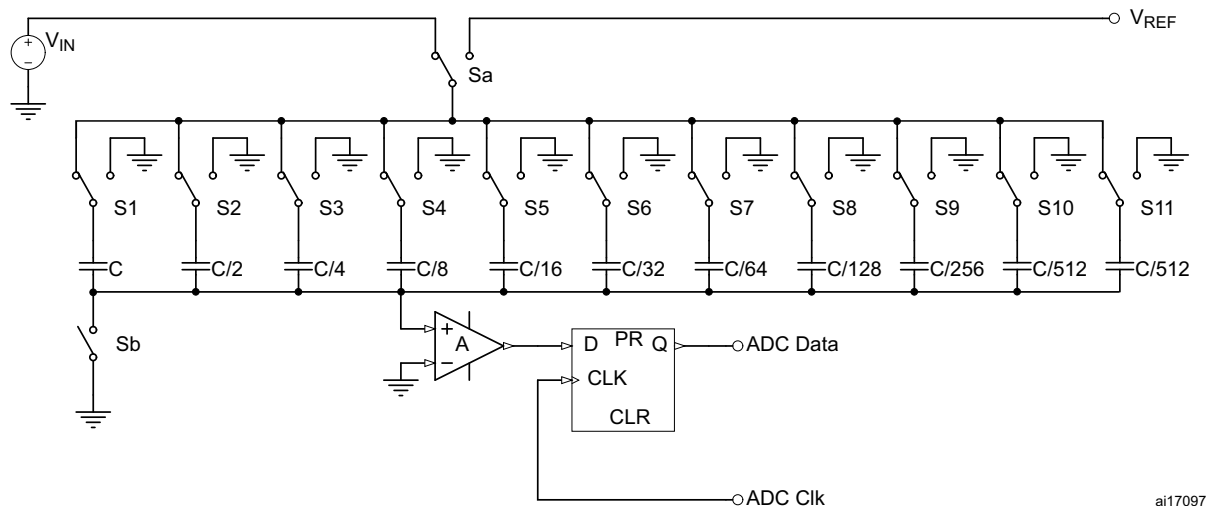 V_REF
V_IN
+
−
Sa
S1 S2 S3 S4 S5 S6 S7 S8 S9 S10 S11
C C/2 C/4 C/8 C/16 C/32 C/64 C/128 C/256 C/512 C/512
Sb
+
A
−
D PR Q
CLK
CLR
ADC Data
ADC Clk
ai17097